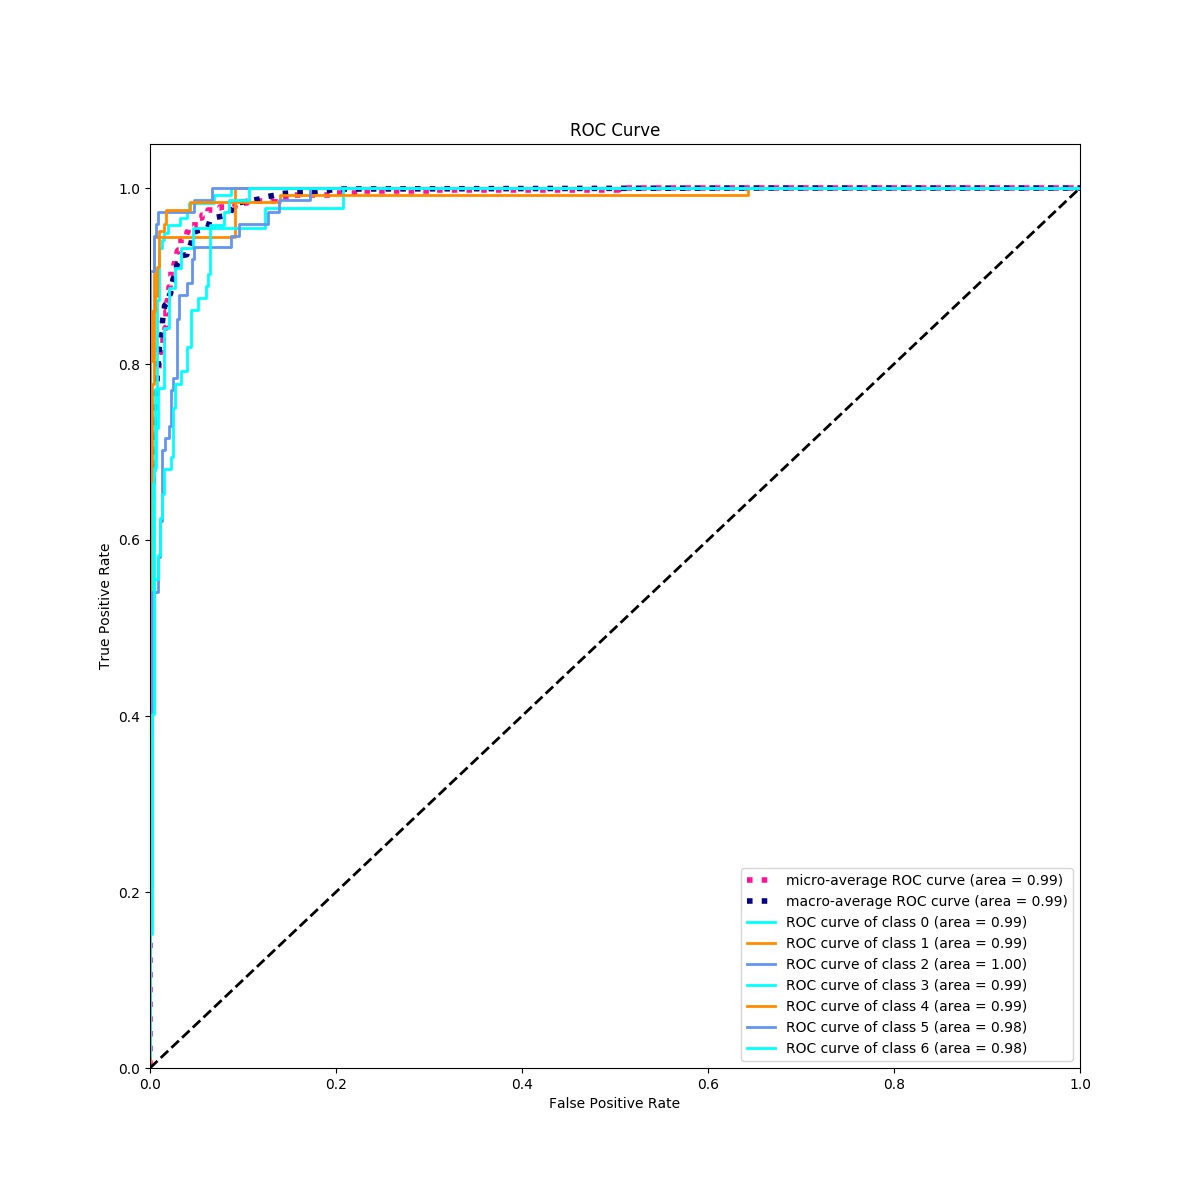 ROC Curve
1.0
0.8
0.6
0.4
0.2
0.0
True Positive Rate
micro-average ROC curve (area = 0.99)
macro-average ROC curve (area = 0.99)
ROC curve of class 0 (area = 0.99)
ROC curve of class 1 (area = 0.99)
ROC curve of class 2 (area = 1.00)
ROC curve of class 3 (area = 0.99)
ROC curve of class 4 (area = 0.99)
ROC curve of class 5 (area = 0.98)
ROC curve of class 6 (area = 0.98)
0.0 0.2 0.4 0.6 0.8 1.0
False Positive Rate